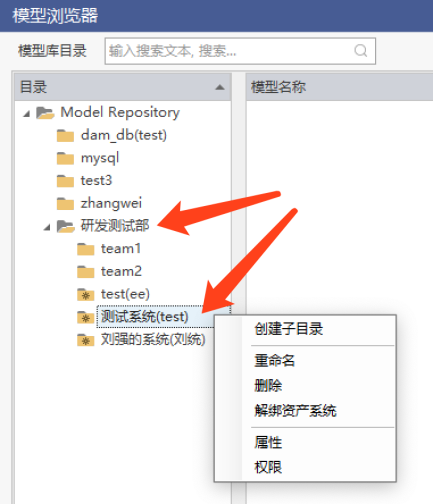 模型浏览器
模型库目录 输入搜索文本, 搜索...
目录 模型名称
Model Repository
dam_db(test)
mysql
test3
zhangwei
研发测试部
team1
team2
test(ee)
测试系统(test)
刘强的系统(刘统)
创建子目录
重命名
删除
解绑资产系统
属性
权限